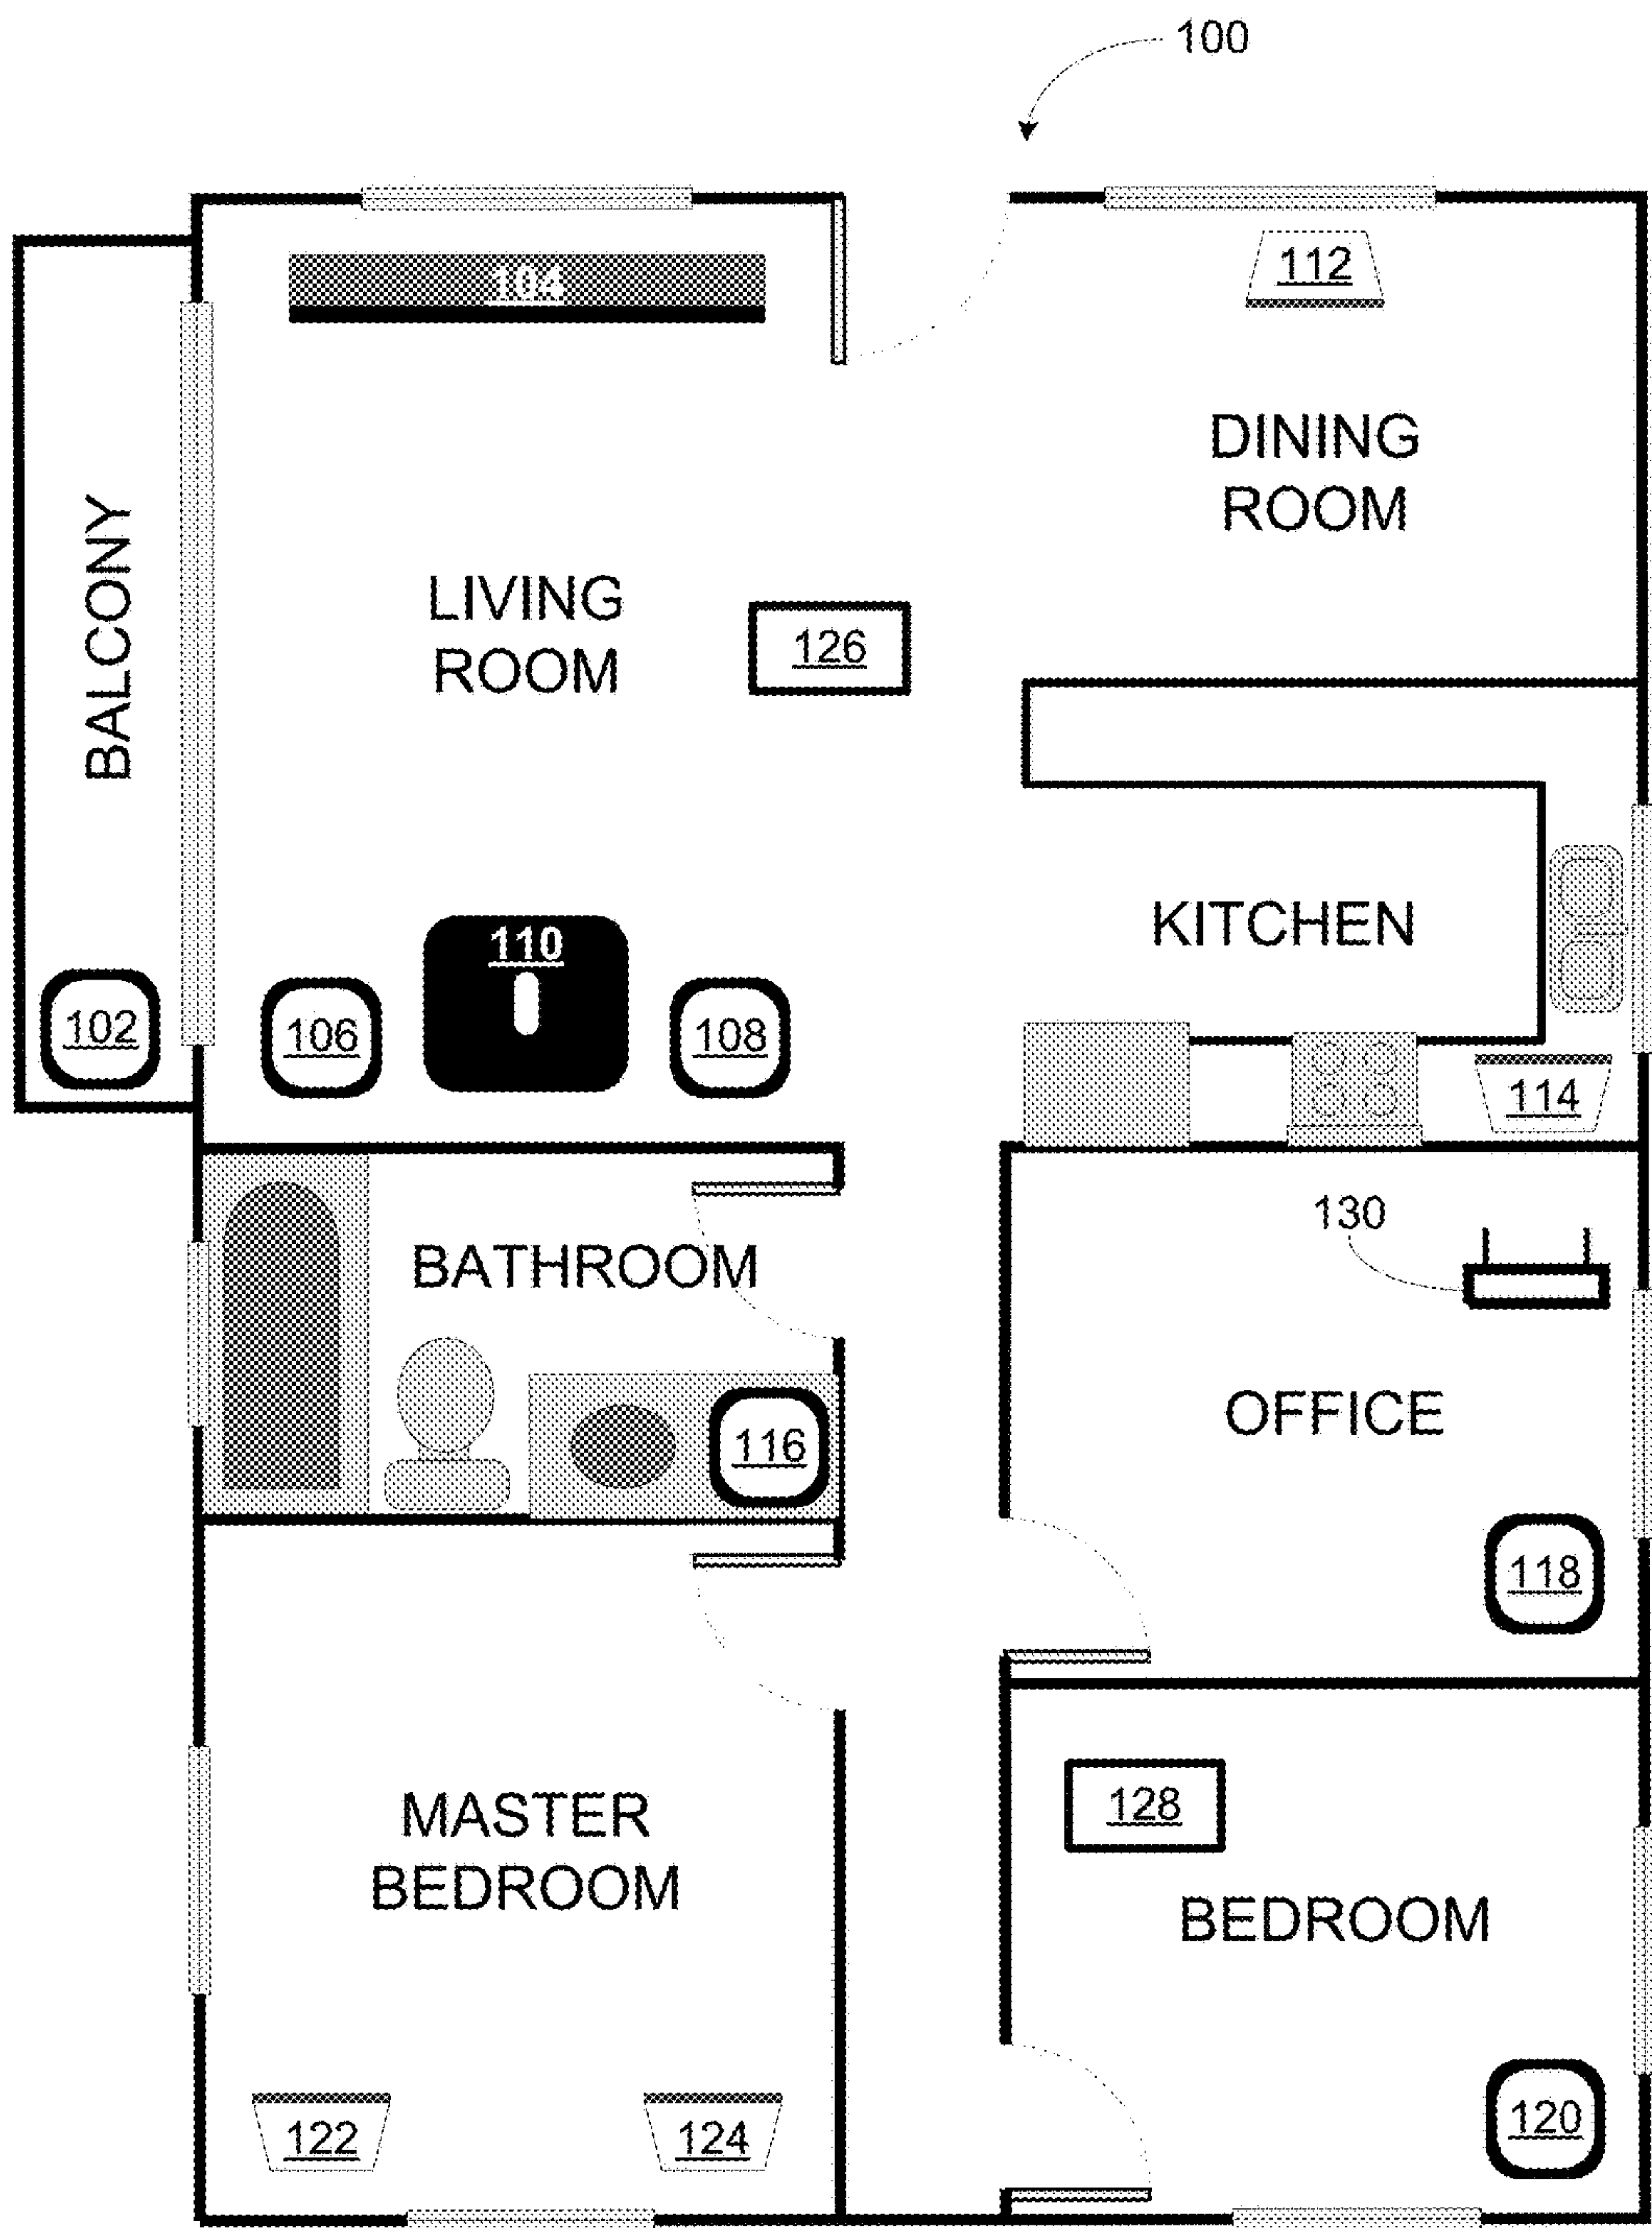 100
104
112
DINING
ROOM
BALCONY
LIVING
ROOM
126
110
KITCHEN
102
106
108
114
130
BATHROOM
OFFICE
116
118
128
MASTER
BEDROOM
BEDROOM
122
124
120